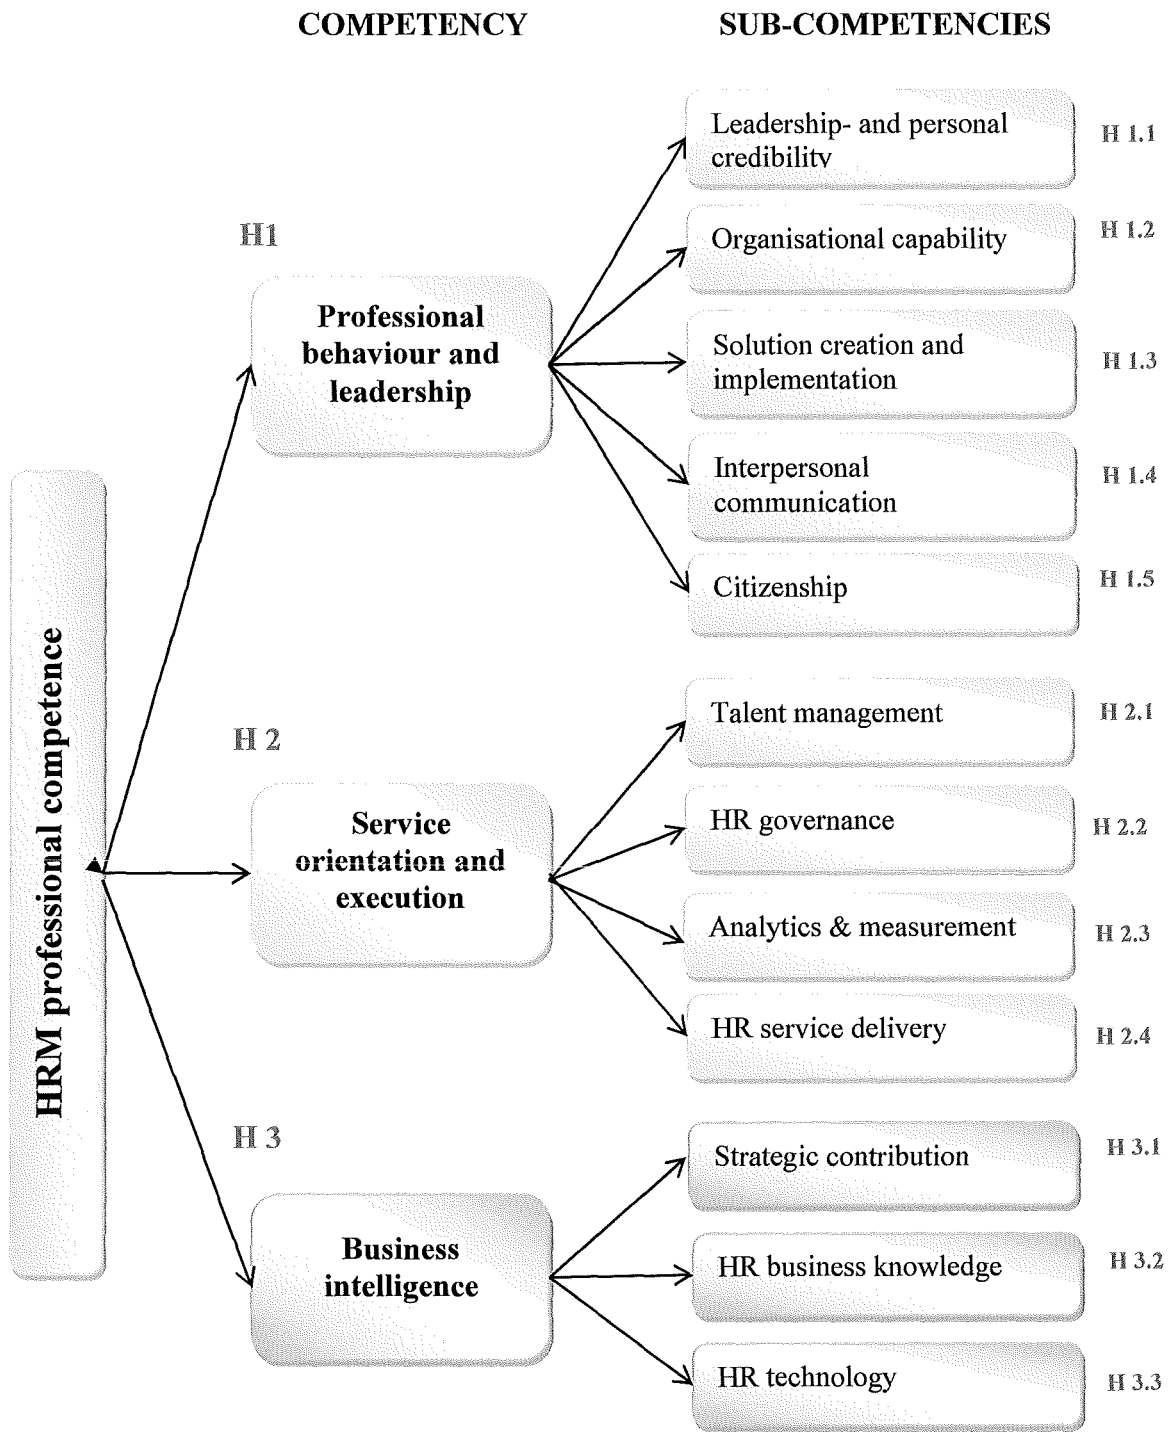 COMPETENCY
SUB-COMPETENCIES
HRM professional competence
H1
Professional
behaviour and
leadership
Leadership- and personal
credibility
H 1.1
Organisational capability
H 1.2
Solution creation and
implementation
H 1.3
Interpersonal
communication
H 1.4
Citizenship
H 1.5
H 2
Service
orientation and
execution
Talent management
H 2.1
HR governance
H 2.2
Analytics & measurement
H 2.3
HR service delivery
H 2.4
H 3
Business
intelligence
Strategic contribution
H 3.1
HR business knowledge
H 3.2
HR technology
H 3.3